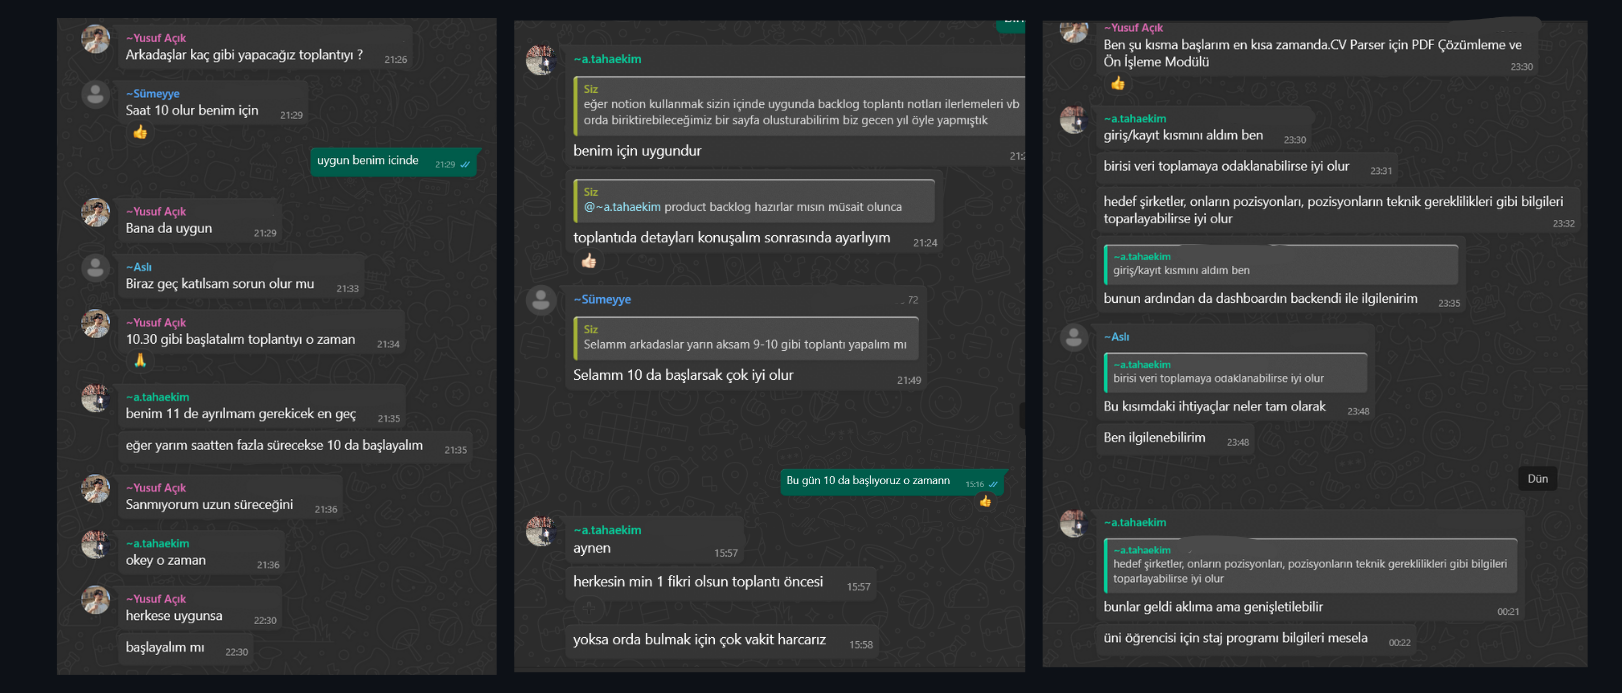 ~Yusuf Açık
Arkadaşlar kaç gibi yapacağız toplantıyı ?
21:26
~Sümeyye
Saat 10 olur benim için
21:29
uygun benim icinde
21:29
~Yusuf Açık
Bana da uygun
21:29
~Aslı
Biraz geç katılsam sorun olur mu
21:33
~Yusuf Açık
10.30 gibi başlatalım toplantıyı o zaman
21:34
~a.tahaekim
benim 11 de ayrılmam gerekicek en geç
21:35
eğer yarım saatten fazla sürecekse 10 da başlayalım
21:35
~Yusuf Açık
Sanmıyorum uzun süreceğini
21:36
~a.tahaekim
okey o zaman
21:36
~Yusuf Açık
herkese uygunsa
22:30
başlayalım mı
22:30
~a.tahaekim
Siz
eğer notion kullanmak sizin içinde uygunda backlog toplantı notları ilerlemeleri vb
orda biriktirebileceğimiz bir sayfa olusturabilirim biz gecen yıl öyle yapmıştik
benim için uygundur
Siz
@~a.tahaekim product backlog hazırlar mısın müsait olunca
toplantıda detayları konuşalım sonrasında ayarlıyım
21:24
~Sümeyye
72
Siz
Selamm arkadaslar yarın aksam 9-10 gibi toplantı yapalım mı
Selamm 10 da başlarsak çok iyi olur
21:49
Bu gün 10 da başlıyoruz o zamann
15:16
~a.tahaekim
aynen
15:57
herkesin min 1 fikri olsun toplantı öncesi
15:57
yoksa orda bulmak için çok vakit harcarız
15:58
~Yusuf Açık
Ben şu kısma başlarım en kısa zamanda.CV Parser için PDF Çözümleme ve
Ön İşleme Modülü
23:30
~a.tahaekim
giriş/kayıt kısmını aldım ben
23:30
birisi veri toplamaya odaklanabilirse iyi olur
23:31
hedef şirketler, onların pozisyonları, pozisyonların teknik gereklilikleri gibi bilgileri
toparlayabilirse iyi olur
23:32
~a.tahaekim
giriş/kayıt kısmını aldım ben
bunun ardından da dashboardın backendi ile ilgilenirim
23:35
~Aslı
~a.tahaekim
birisi veri toplamaya odaklanabilirse iyi olur
Bu kısımdaki ihtiyaçlar neler tam olarak
23:48
Ben ilgilenebilirim
23:48
Dün
~a.tahaekim
~a.tahaekim
hedef şirketler, onların pozisyonları, pozisyonların teknik gereklilikleri gibi bilgileri
toparlayabilirse iyi olur
bunlar geldi aklıma ama genişletilebilir
00:21
üni öğrencisi için staj programı bilgileri mesela
00:22